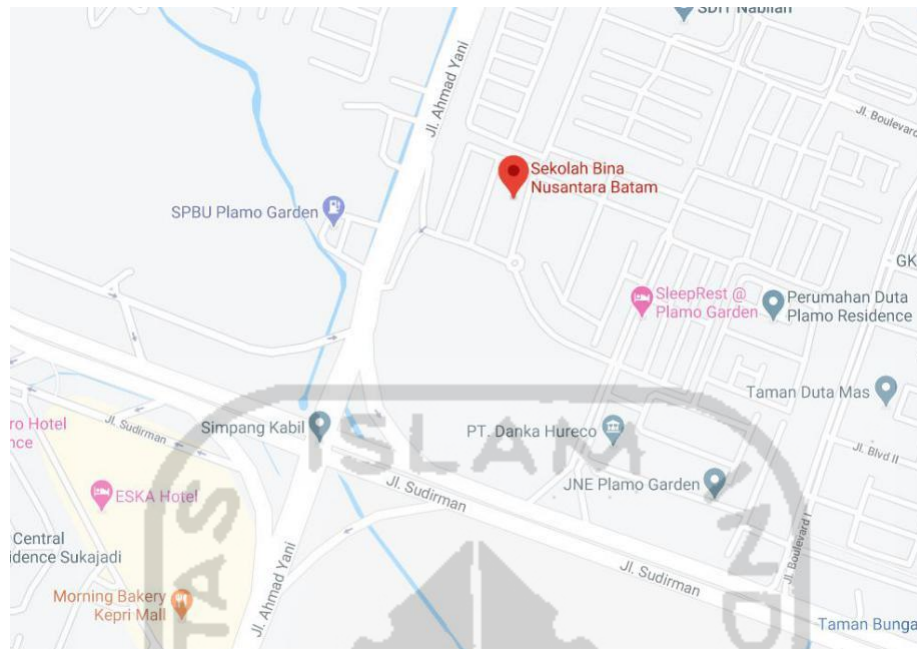 SDIT Nabilah
Jl. Ahmad Yani
Jl. Boulevard
Sekolah Bina
Nusantara Batam
SPBU Plamo Garden
GK
SleepRest @
Plamo Garden
Perumahan Duta
Plamo Residence
Taman Duta Mas
ro Hotel
nce
Jl. Sudirman
Simpang Kabil
ISLAM
PT. Danka Hureco
Jl. Blvd II
ESKA Hotel
Jl. Sudirman
JNE Plamo Garden
Central
idence Sukajadi
TAS
Jl. Ahmad Yani
Jl. Sudirman
Jl. Boulevard I
Morning Bakery
Kepri Mall
Taman Bunga